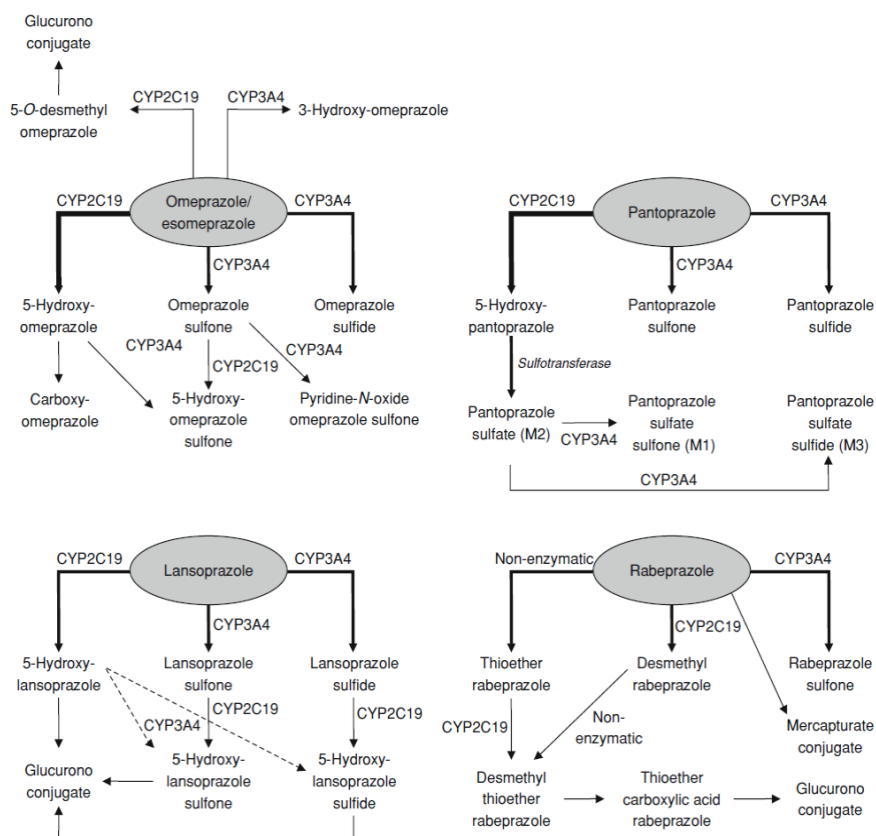 Glucurono
conjugate
5-O-desmethyl
omeprazole
CYP2C19
CYP3A4
3-Hydroxy-omeprazole
CYP2C19
Omeprazole/
esomeprazole
CYP3A4
CYP3A4
5-Hydroxy-
omeprazole
Omeprazole
sulfone
Omeprazole
sulfide
CYP3A4
CYP2C19
CYP3A4
Carboxy-
omeprazole
5-Hydroxy-
omeprazole
sulfone
Pyridine-N-oxide
omeprazole sulfone
CYP2C19
Pantoprazole
CYP3A4
CYP3A4
5-Hydroxy-
pantoprazole
Pantoprazole
sulfone
Pantoprazole
sulfide
Sulfotransferase
Pantoprazole
sulfate (M2)
CYP3A4
Pantoprazole
sulfate
sulfone (M1)
Pantoprazole
sulfate
sulfide (M3)
CYP3A4
CYP2C19
Lansoprazole
CYP3A4
CYP3A4
5-Hydroxy-
lansoprazole
Lansoprazole
sulfone
Lansoprazole
sulfide
CYP3A4
CYP2C19
CYP2C19
Glucurono
conjugate
5-Hydroxy-
lansoprazole
sulfone
5-Hydroxy-
lansoprazole
sulfide
Non-enzymatic
Rabeprazole
CYP3A4
CYP2C19
Thioether
rabeprazole
Desmethyl
rabeprazole
Rabeprazole
sulfone
CYP2C19
Non-
enzymatic
Mercapturate
conjugate
Desmethyl
thioether
rabeprazole
Thioether
carboxylic acid
rabeprazole
Glucurono
conjugate